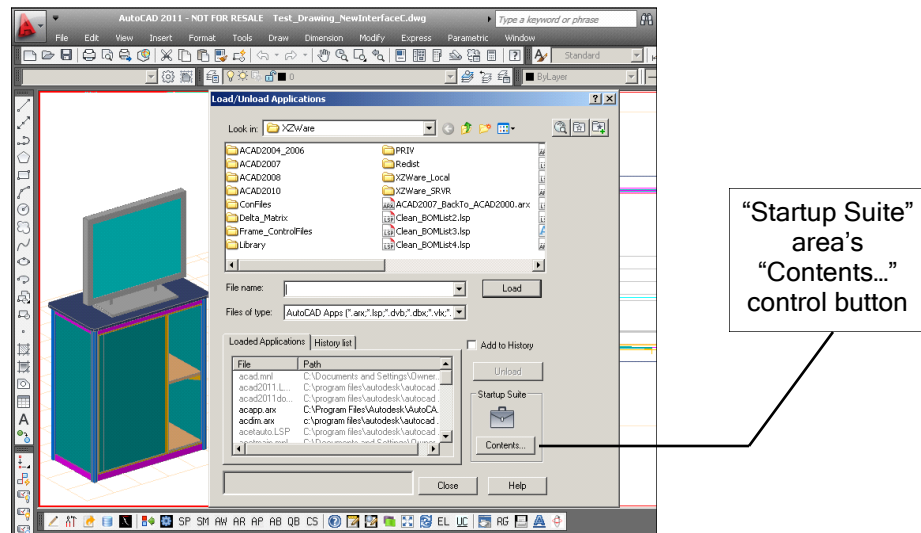 AutoCAD 2011 - NOT FOR RESALE Test_Drawing_NewInterfaceC.dwg
Type a keyword or phrase
File Edit View Insert Format Tools Draw Dimension Modify Express Parametric Window
Standard
0
ByLayer
Load/Unload Applications
Look in: XZWare
ACAD2004_2006
ACAD2007
ACAD2008
ACAD2010
ConFiles
Delta_Matrix
Frame_ControlFiles
Library
PRIV
Redist
XZWare_Local
XZWare_SRVR
ACAD2007_BackTo_ACAD2000.arx
Clean_BOMList2.lsp
Clean_BOMList3.lsp
Clean_BOMList4.lsp
File name:
Load
Files of type: AutoCAD Apps (*.arx;*.lsp;*.dvb;*.dbx;*.vlx;*.
Loaded Applications History list
Add to History
File Path
acad.mnl C:\Documents and Settings\Owner...
acad2011.L... C:\program files\autodesk\autocad .
acad2011do... C:\program files\autodesk\autocad .
acapp.arx C:\Program Files\Autodesk\AutoCA.
acdim.arx c:\program files\autodesk\autocad .
acetauto.LSP C:\program files\autodesk\autocad .
Unload
Startup Suite
Contents...
Close Help
SP SM AW AR AP AB QB CS EL UC RG
“Startup Suite”
area’s
“Contents…”
control button